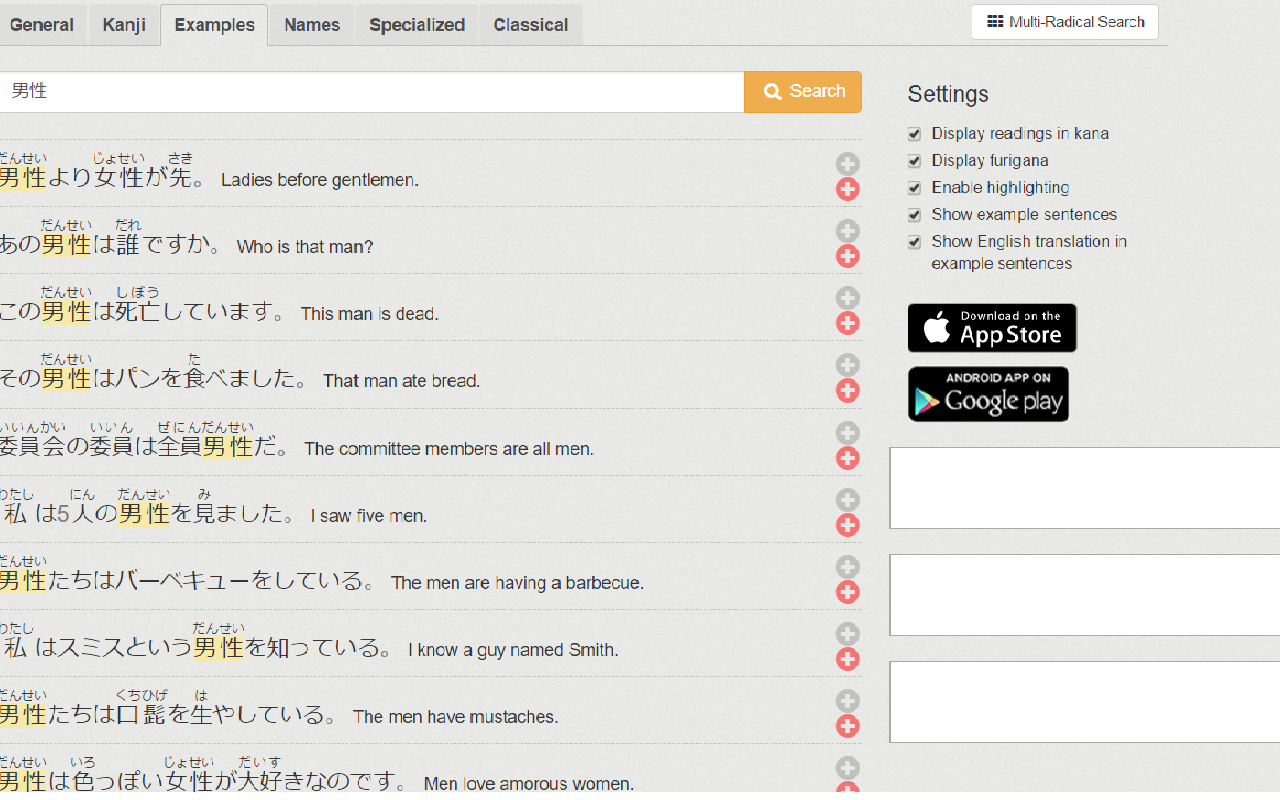 General Kanji Examples Names Specialized Classical
Multi-Radical Search
男性
Search
だんせい じょせい さき
男性より女性が先。 Ladies before gentlemen.
だんせい だれ
あの男性は誰ですか。 Who is that man?
だんせい しぼう
この男性は死亡しています。 This man is dead.
だんせい た
その男性はパンを食べました。 That man ate bread.
いいんかい いいん ぜにんだんせい
委員会の委員は全員男性だ。 The committee members are all men.
わたし にん だんせい み
私は5人の男性を見ました。 I saw five men.
だんせい
男性たちはバーベキューをしている。 The men are having a barbecue.
わたし だんせい
私はスミスという男性を知っている。 I know a guy named Smith.
だんせい くちひげ は
男性たちは口髭を生やしている。 The men have mustaches.
だんせい いろ じょせい だいす
男性は色っぽい女性が大好きなのです。 Men love amorous women.
Settings
Display readings in kana
Display furigana
Enable highlighting
Show example sentences
Show English translation in
example sentences
Download on the
App Store
ANDROID APP ON
Google play